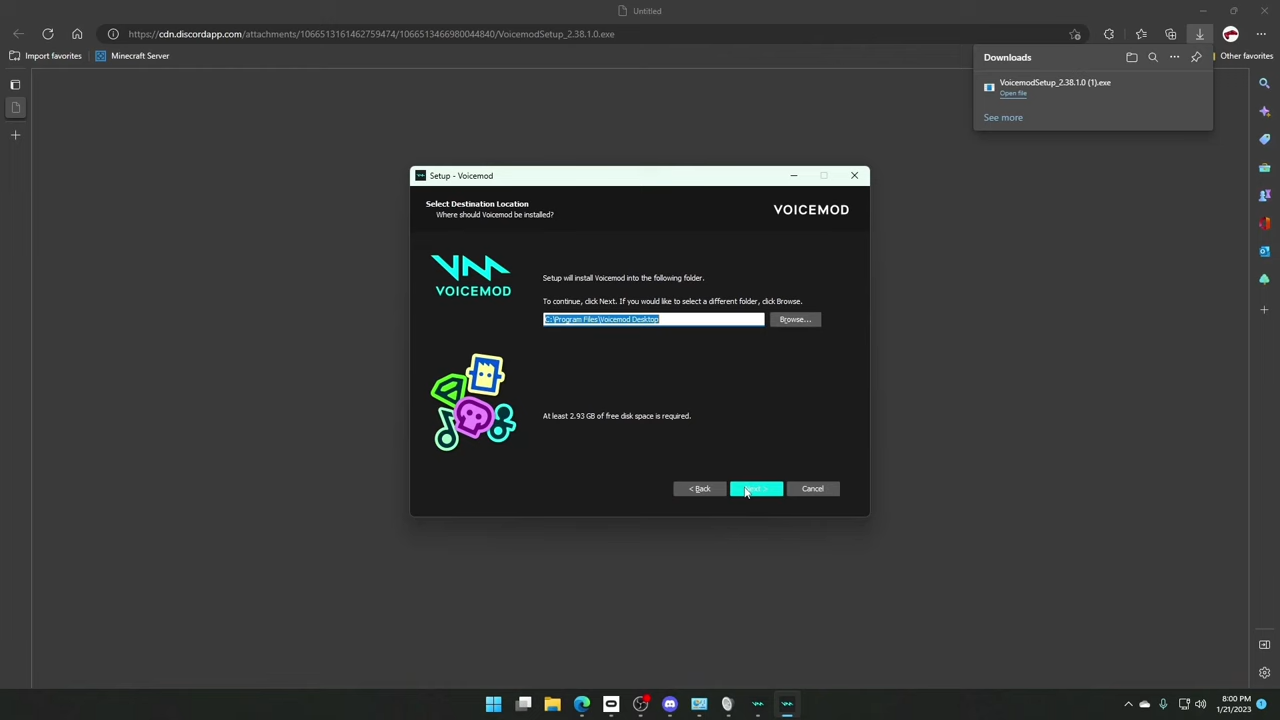 Untitled
https://cdn.discordapp.com/attachments/1066513161462759474/1066513466980044840/VoicemodSetup_2.38.1.0.exe
Import favorites
Minecraft Server
Other favorites
Downloads
VoicemodSetup_2.38.1.0 (1).exe
Open file
See more
Setup - Voicemod
Select Destination Location
Where should Voicemod be installed?
VOICEMOD
VOICEMOD
Setup will install Voicemod into the following folder.
To continue, click Next. If you would like to select a different folder, click Browse.
C:\Program Files\Voicemod Desktop
Browse...
At least 2.93 GB of free disk space is required.
< Back
Next >
Cancel
8:00 PM
1/21/2023